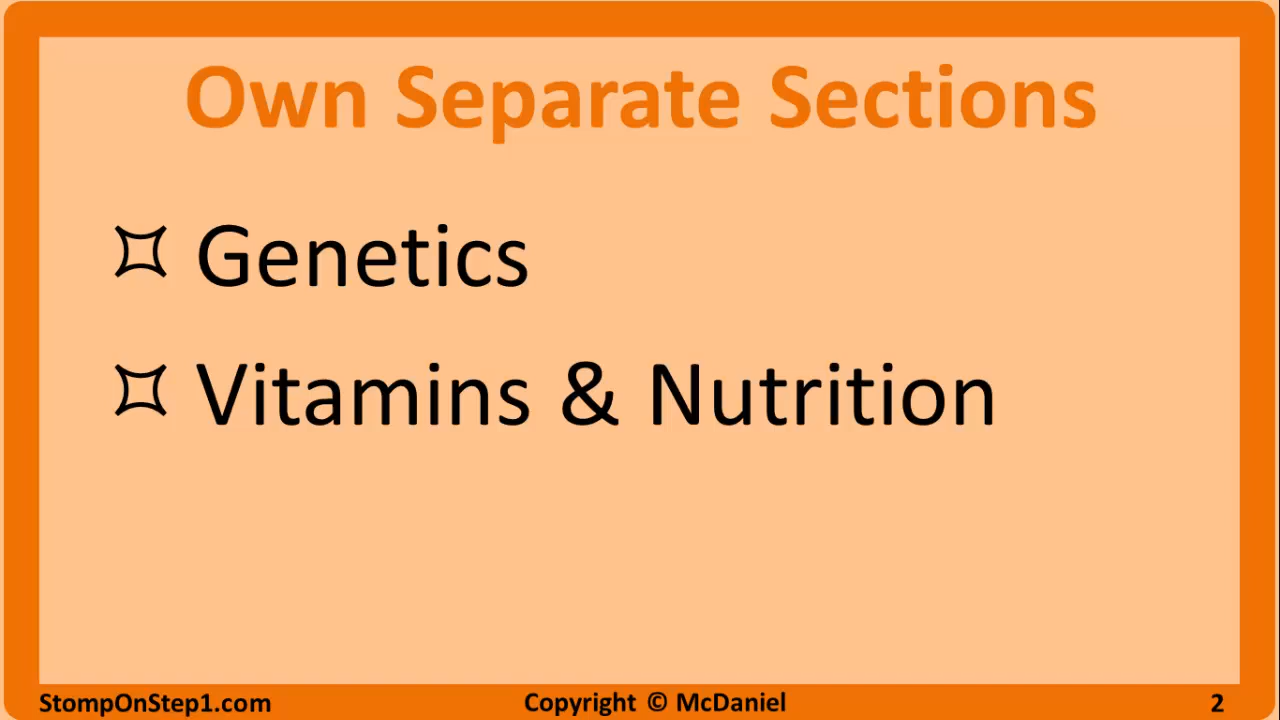 Own Separate Sections
Genetics
Vitamins & Nutrition
StompOnStep1.com
Copyright © McDaniel
2